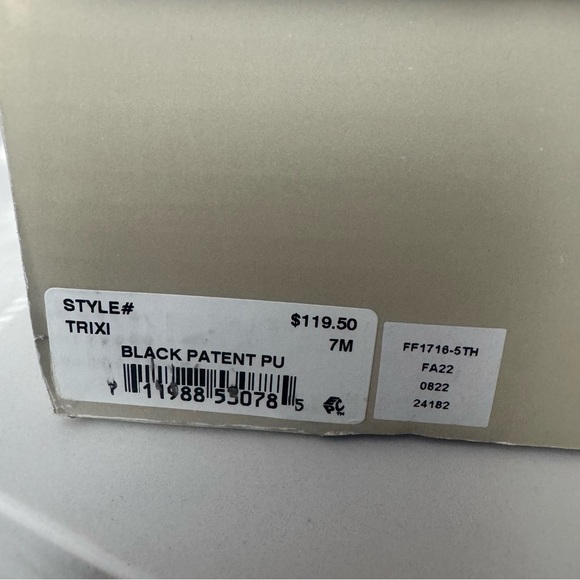 STYLE#
TRIXI
$119.50
7M
BLACK PATENT PU
11988 53078 5
FF1716-5TH
FA22
0822
24182